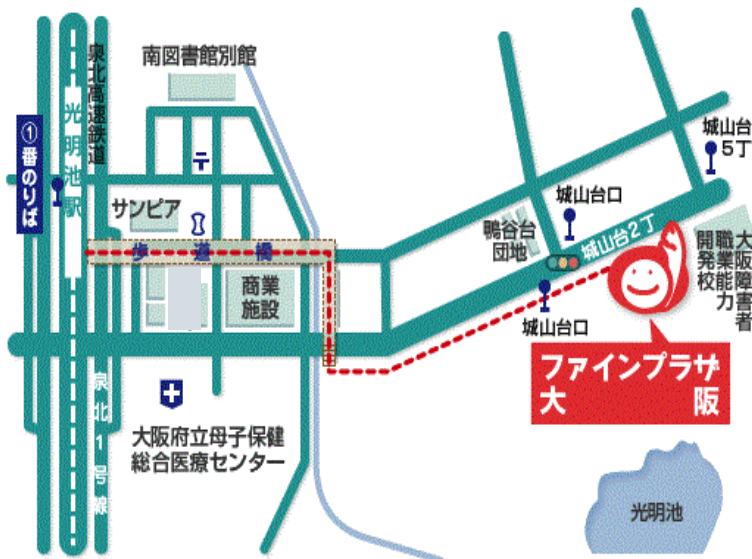 南図書館別館
泉北高速鉄道
光明池駅
①番のりば
〒
サンピア
歩道橋
商業
施設
泉北1号線
大阪府立母子保健
総合医療センター
鴨谷台
団地
城山台口
城山台2丁
城山台口
城山台
5丁
大阪障害者
職業能力
開発校
ファインプラザ
大阪
光明池